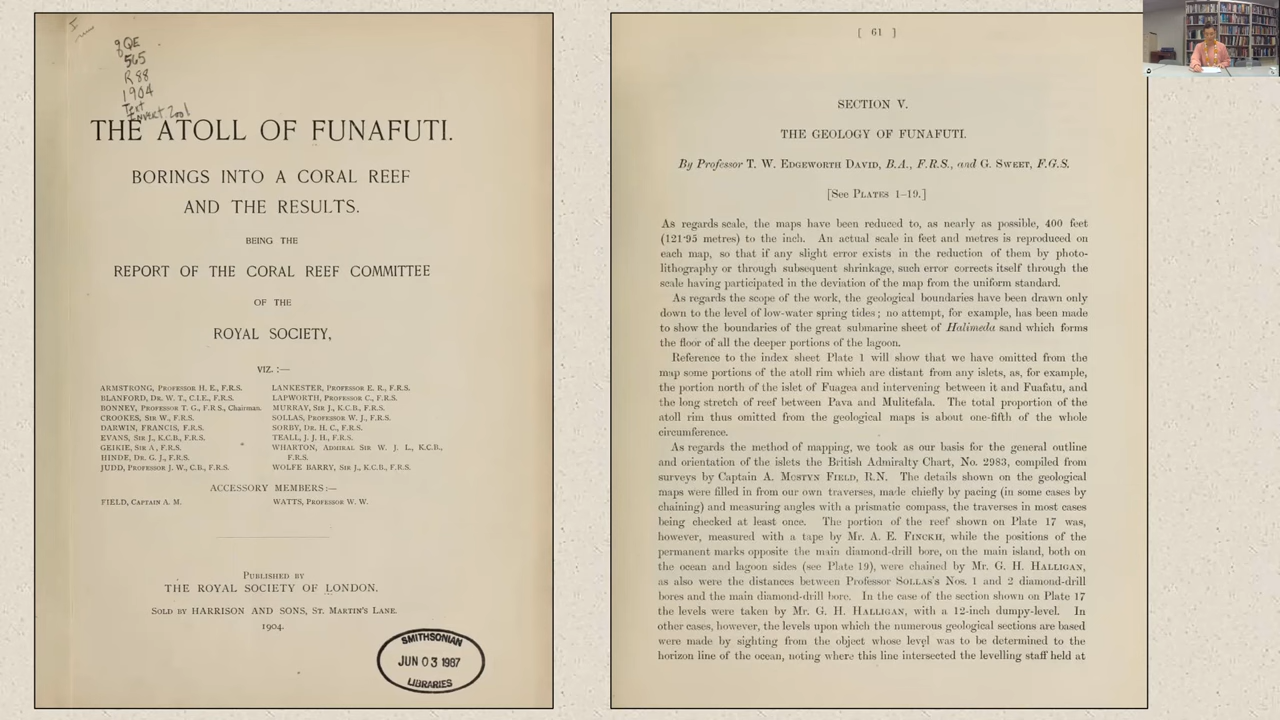 gQE
565
R88
1904
Text
Invert Zool
THE ATOLL OF FUNAFUTI.
BORINGS INTO A CORAL REEF
AND THE RESULTS.
BEING THE
REPORT OF THE CORAL REEF COMMITTEE
OF THE
ROYAL SOCIETY,
VIZ. :—
ARMSTRONG, PROFESSOR H. E., F.R.S.
BLANFORD, DR. W. T., C.I.E., F.R.S.
BONNEY, PROFESSOR T. G., F.R.S., Chairman.
CROOKES, SIR W., F.R.S.
DARWIN, FRANCIS, F.R.S.
EVANS, SIR J., K.C.B., F.R.S.
GEIKIE, SIR A., F.R.S.
HINDE, DR. G. J., F.R.S.
JUDD, PROFESSOR J. W., C.B., F.R.S.
LANKESTER, PROFESSOR E. R., F.R.S.
LAPWORTH, PROFESSOR C., F.R.S.
MURRAY, SIR J., K.C.B., F.R.S.
SOLLAS, PROFESSOR W. J., F.R.S.
SORBY, DR. H. C., F.R.S.
TEALL, J. J. H., F.R.S.
WHARTON, ADMIRAL SIR W. J. L., K.C.B.,
F.R.S.
WOLFE BARRY, SIR J., K.C.B., F.R.S.
ACCESSORY MEMBERS :—
FIELD, CAPTAIN A. M.
WATTS, PROFESSOR W. W.
PUBLISHED BY
THE ROYAL SOCIETY OF LONDON.
SOLD BY HARRISON AND SONS, ST. MARTIN'S LANE.
1904.
SMITHSONIAN
JUN 03 1987
LIBRARIES
[ 61 ]
SECTION V.
THE GEOLOGY OF FUNAFUTI.
By Professor T. W. EDGEWORTH DAVID, B.A., F.R.S., and G. SWEET, F.G.S.
[See PLATES 1–19.]
As regards scale, the maps have been reduced to, as nearly as possible, 400 feet
(121·95 metres) to the inch. An actual scale in feet and metres is reproduced on
each map, so that if any slight error exists in the reduction of them by photo-
lithography or through subsequent shrinkage, such error corrects itself through the
scale having participated in the deviation of the map from the uniform standard.
As regards the scope of the work, the geological boundaries have been drawn only
down to the level of low-water spring tides; no attempt, for example, has been made
to show the boundaries of the great submarine sheet of Halimeda sand which forms
the floor of all the deeper portions of the lagoon.
Reference to the index sheet Plate 1 will show that we have omitted from the
map some portions of the atoll rim which are distant from any islets, as, for example,
the portion north of the islet of Fuagea and intervening between it and Fuafatu, and
the long stretch of reef between Pava and Mulitefala. The total proportion of the
atoll rim thus omitted from the geological maps is about one-fifth of the whole
circumference.
As regards the method of mapping, we took as our basis for the general outline
and orientation of the islets the British Admiralty Chart, No. 2983, compiled from
surveys by Captain A. MOSTYN FIELD, R.N. The details shown on the geological
maps were filled in from our own traverses, made chiefly by pacing (in some cases by
chaining) and measuring angles with a prismatic compass, the traverses in most cases
being checked at least once. The portion of the reef shown on Plate 17 was,
however, measured with a tape by Mr. A. E. FINCKH, while the positions of the
permanent marks opposite the main diamond-drill bore, on the main island, both on
the ocean and lagoon sides (see Plate 19), were chained by Mr. G. H. HALLIGAN,
as also were the distances between Professor SOLLAS'S Nos. 1 and 2 diamond-drill
bores and the main diamond-drill bore. In the case of the section shown on Plate 17
the levels were taken by Mr. G. H. HALLIGAN, with a 12-inch dumpy-level. In
other cases, however, the levels upon which the numerous geological sections are based
were made by sighting from the object whose level was to be determined to the
horizon line of the ocean, noting where this line intersected the levelling staff held at